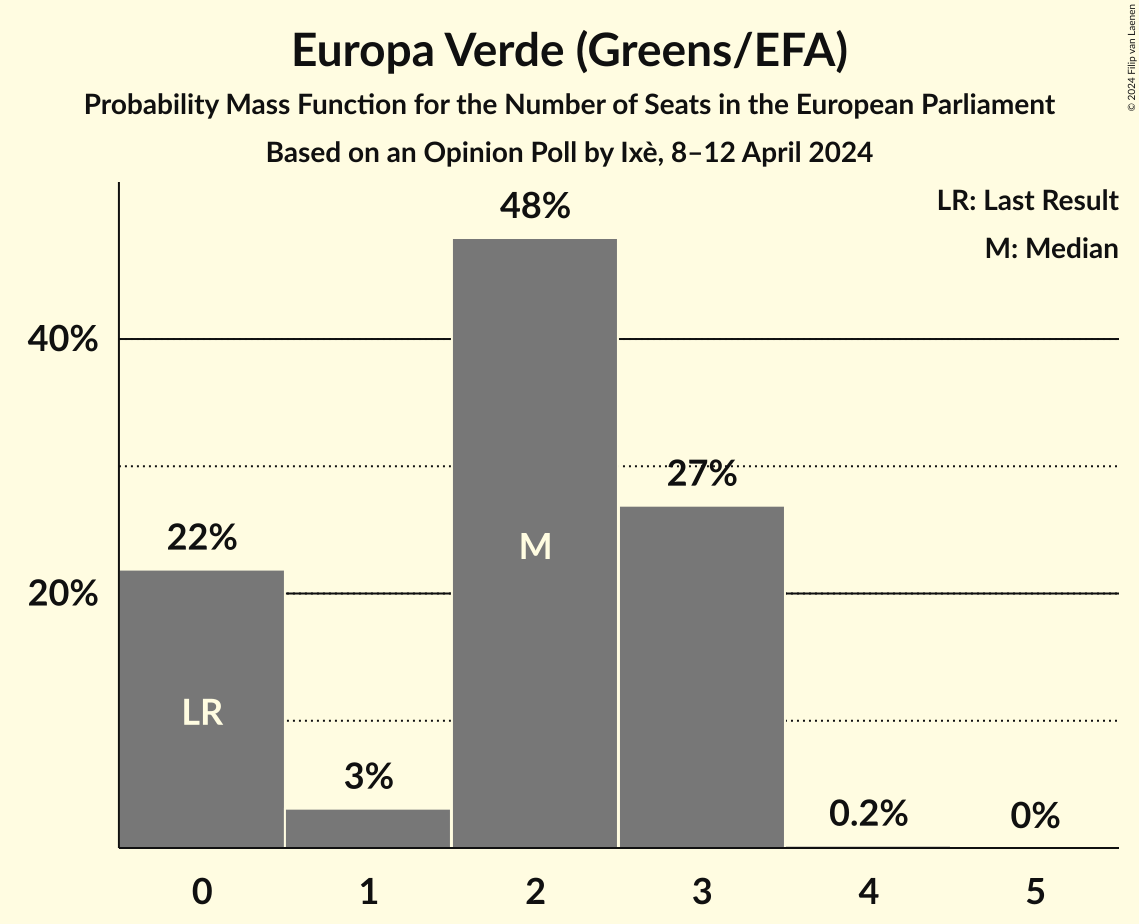 Europa Verde (Greens/EFA)
Probability Mass Function for the Number of Seats in the European Parliament
Based on an Opinion Poll by Ixè, 8–12 April 2024
© 2024 Filip van Laenen
LR: Last Result
M: Median
48%
40%
27%
22%
M
20%
LR
3%
0.2%
0%
0 1 2 3 4 5